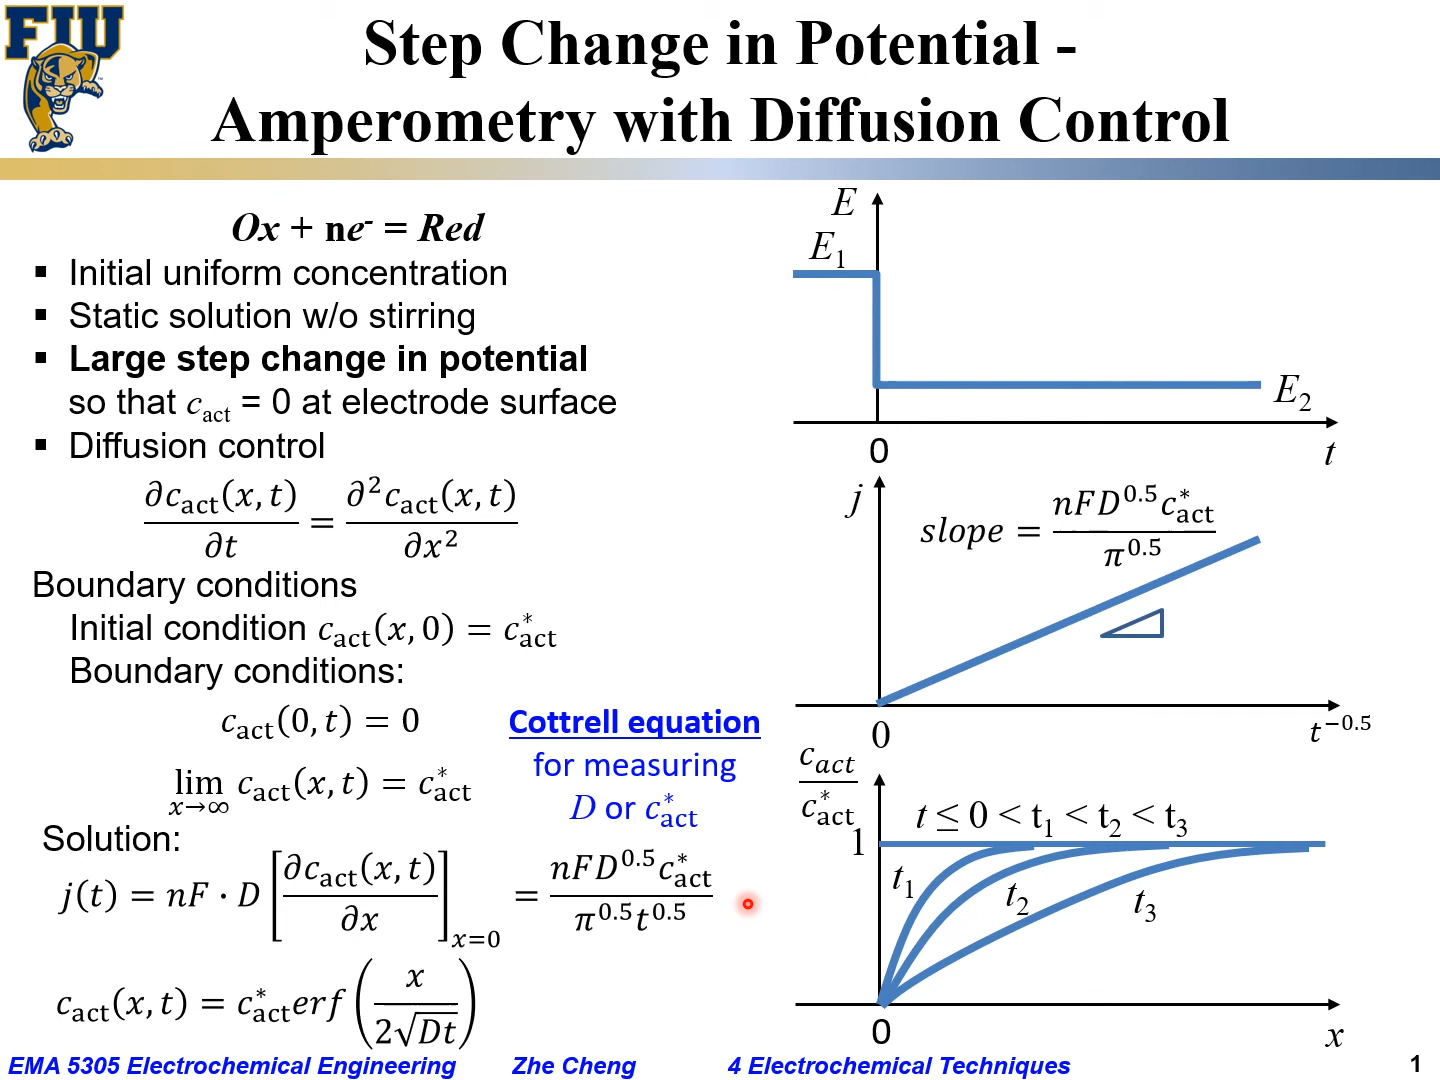 FIU
Step Change in Potential -
Amperometry with Diffusion Control
Ox + ne⁻ = Red
▪ Initial uniform concentration
▪ Static solution w/o stirring
▪ Large step change in potential
so that c_act = 0 at electrode surface
▪ Diffusion control
∂c_act(x, t)/∂t = ∂²c_act(x, t)/∂x²
Boundary conditions
Initial condition c_act(x, 0) = c*_act
Boundary conditions:
c_act(0, t) = 0
lim x→∞ c_act(x, t) = c*_act
Cottrell equation
for measuring
D or c*_act
Solution:
j(t) = nF · D [∂c_act(x, t)/∂x]_x=0 = nFD^0.5 c*_act / π^0.5 t^0.5
c_act(x, t) = c*_act erf (x / 2√Dt)
E
E₁
E₂
0
t
j
slope = nFD^0.5 c*_act / π^0.5
0
t^−0.5
c_act / c*_act
t ≤ 0 < t₁ < t₂ < t₃
1
t₁
t₂
t₃
0
x
EMA 5305 Electrochemical Engineering Zhe Cheng 4 Electrochemical Techniques 1